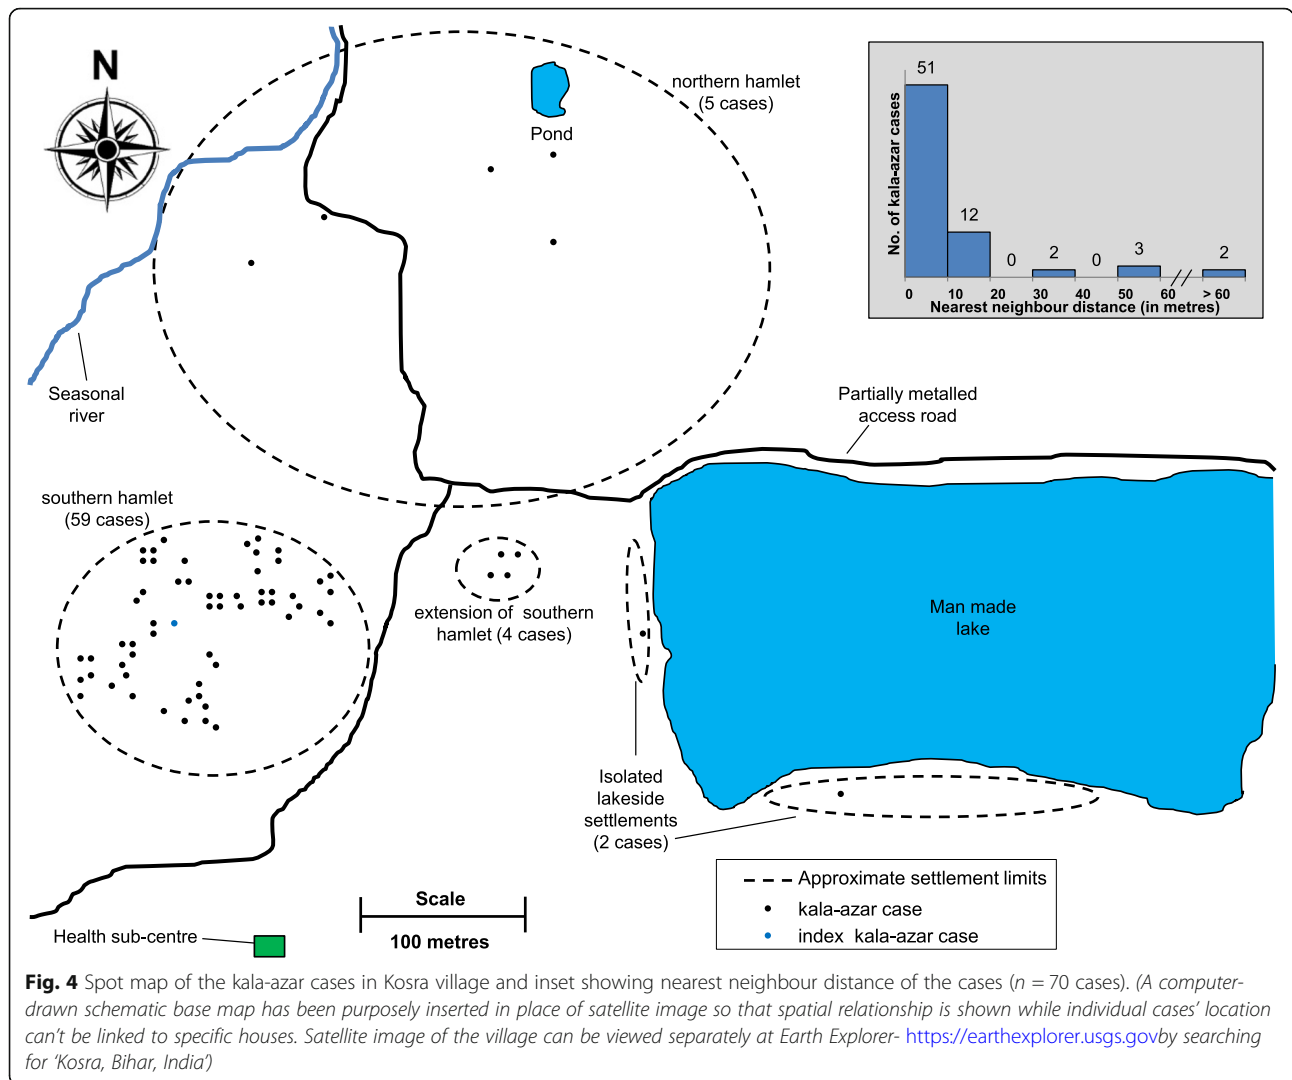 N
northern hamlet
(5 cases)
Pond
No. of kala-azar cases
51
12
0
2
0
3
2
0
10
20
30
40
50
60
> 60
Nearest neighbour distance (in metres)
Seasonal
river
Partially metalled
access road
southern hamlet
(59 cases)
extension of southern
hamlet (4 cases)
Man made
lake
Isolated
lakeside
settlements
(2 cases)
Approximate settlement limits
kala-azar case
index kala-azar case
Scale
100 metres
Health sub-centre
Fig. 4 Spot map of the kala-azar cases in Kosra village and inset showing nearest neighbour distance of the cases (n = 70 cases). (A computer-
drawn schematic base map has been purposely inserted in place of satellite image so that spatial relationship is shown while individual cases’ location
can’t be linked to specific houses. Satellite image of the village can be viewed separately at Earth Explorer- https://earthexplorer.usgs.govby searching
for ‘Kosra, Bihar, India’)